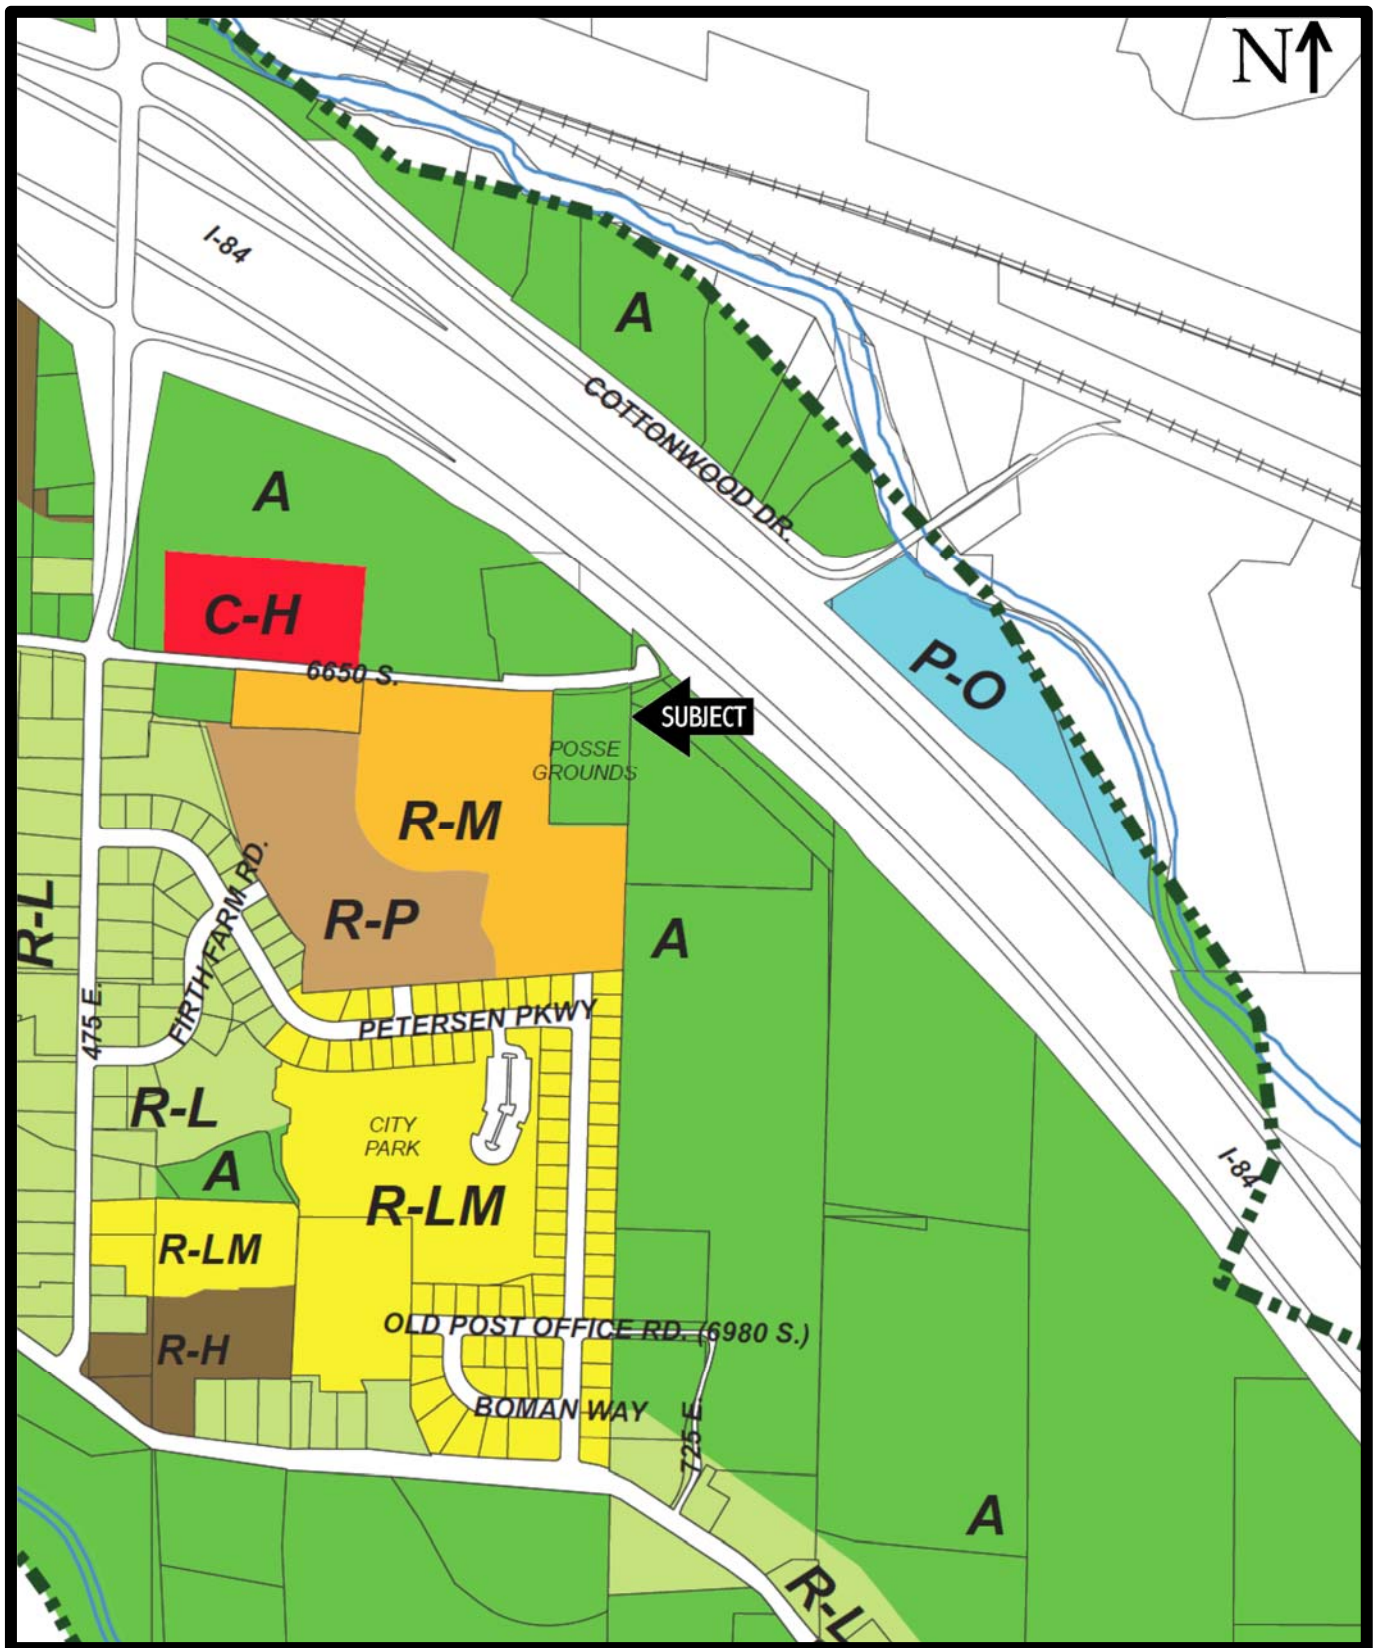 N
I-84
A
COTTONWOOD DR.
A
C-H
6650 S.
P-O
SUBJECT
POSSE
GROUNDS
R-M
R-L
FIRTH FARM RD.
R-P
A
475 E.
PETERSEN PKWY
R-L
CITY
PARK
A
I-84
R-LM
R-LM
OLD POST OFFICE RD. (6980 S.)
R-H
BOMAN WAY
725 E.
A
R-L